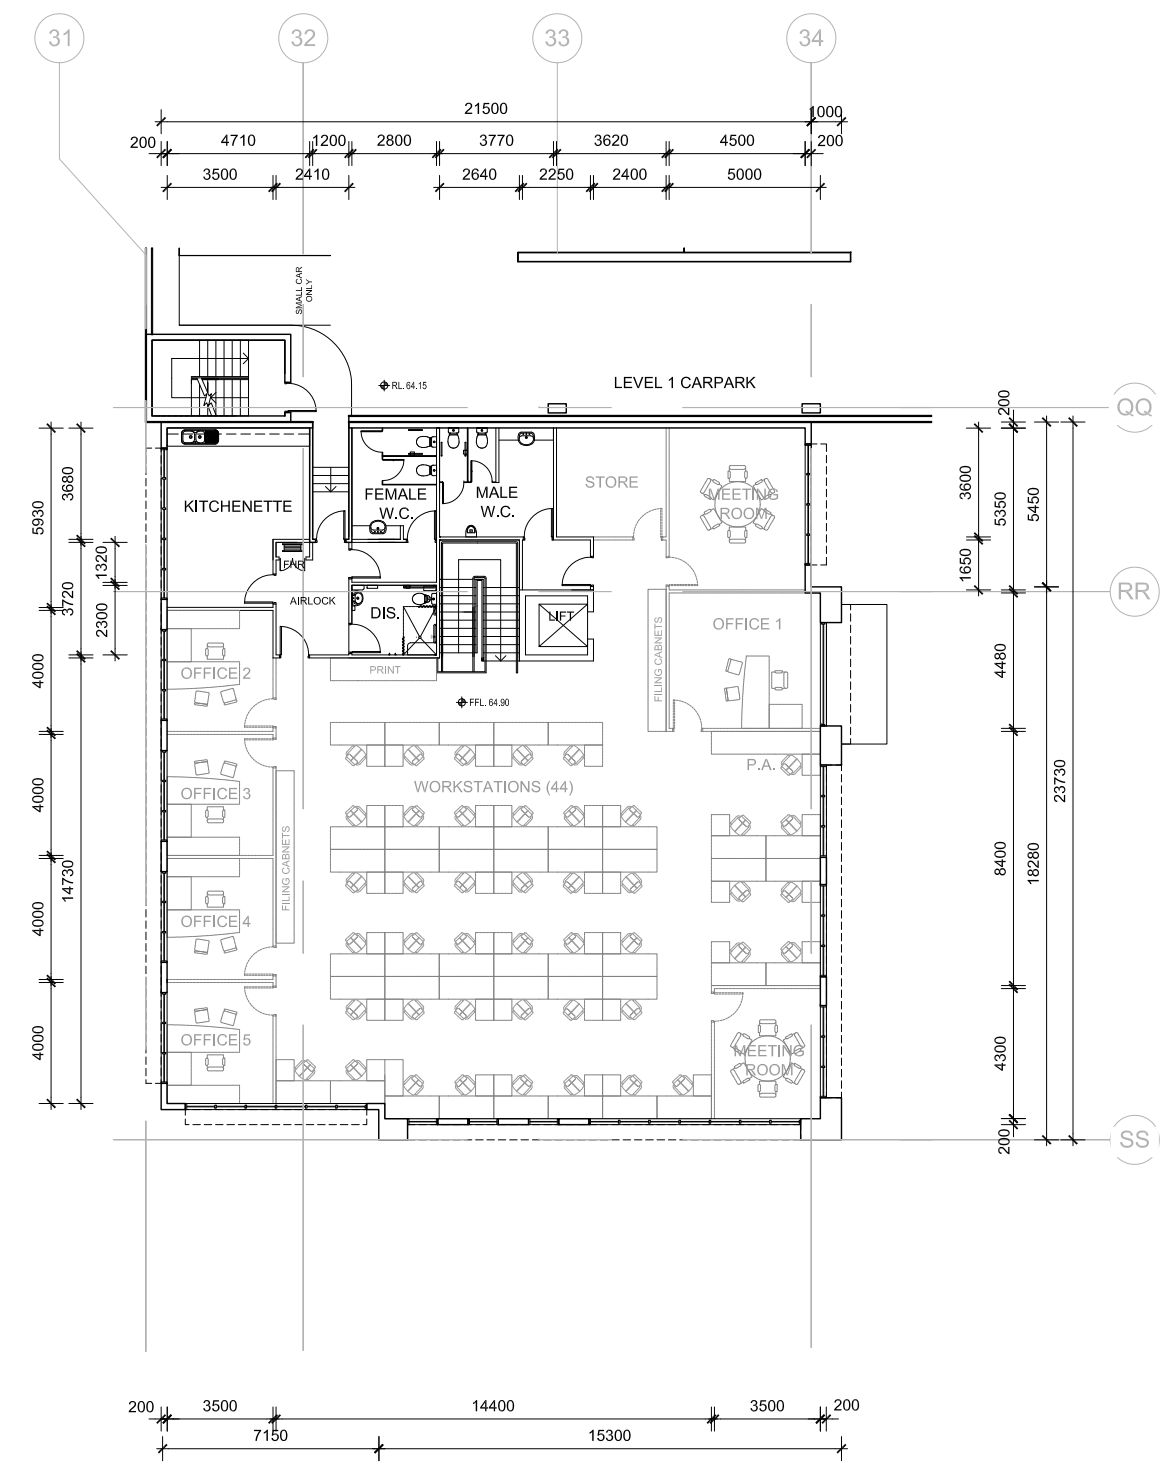 31
32
33
34
21500
1000
200
4710
1200
2800
3770
3620
4500
200
3500
2410
2640
2250
2400
5000
SMALL CAR
ONLY
RL. 64.15
LEVEL 1 CARPARK
QQ
200
3680
5930
3600
5350
5450
KITCHENETTE
FEMALE
W.C.
MALE
W.C.
STORE
MEETING
ROOM
1320
3720
2300
1650
FHR
AIRLOCK
DIS.
LIFT
RR
OFFICE 1
FILING CABNETS
4000
OFFICE 2
PRINT
4480
FFL. 64.90
P.A.
WORKSTATIONS (44)
4000
OFFICE 3
23730
FILING CABNETS
14730
8400
18280
4000
OFFICE 4
4000
OFFICE 5
MEETING
ROOM
4300
200
SS
200
3500
14400
3500
200
7150
15300